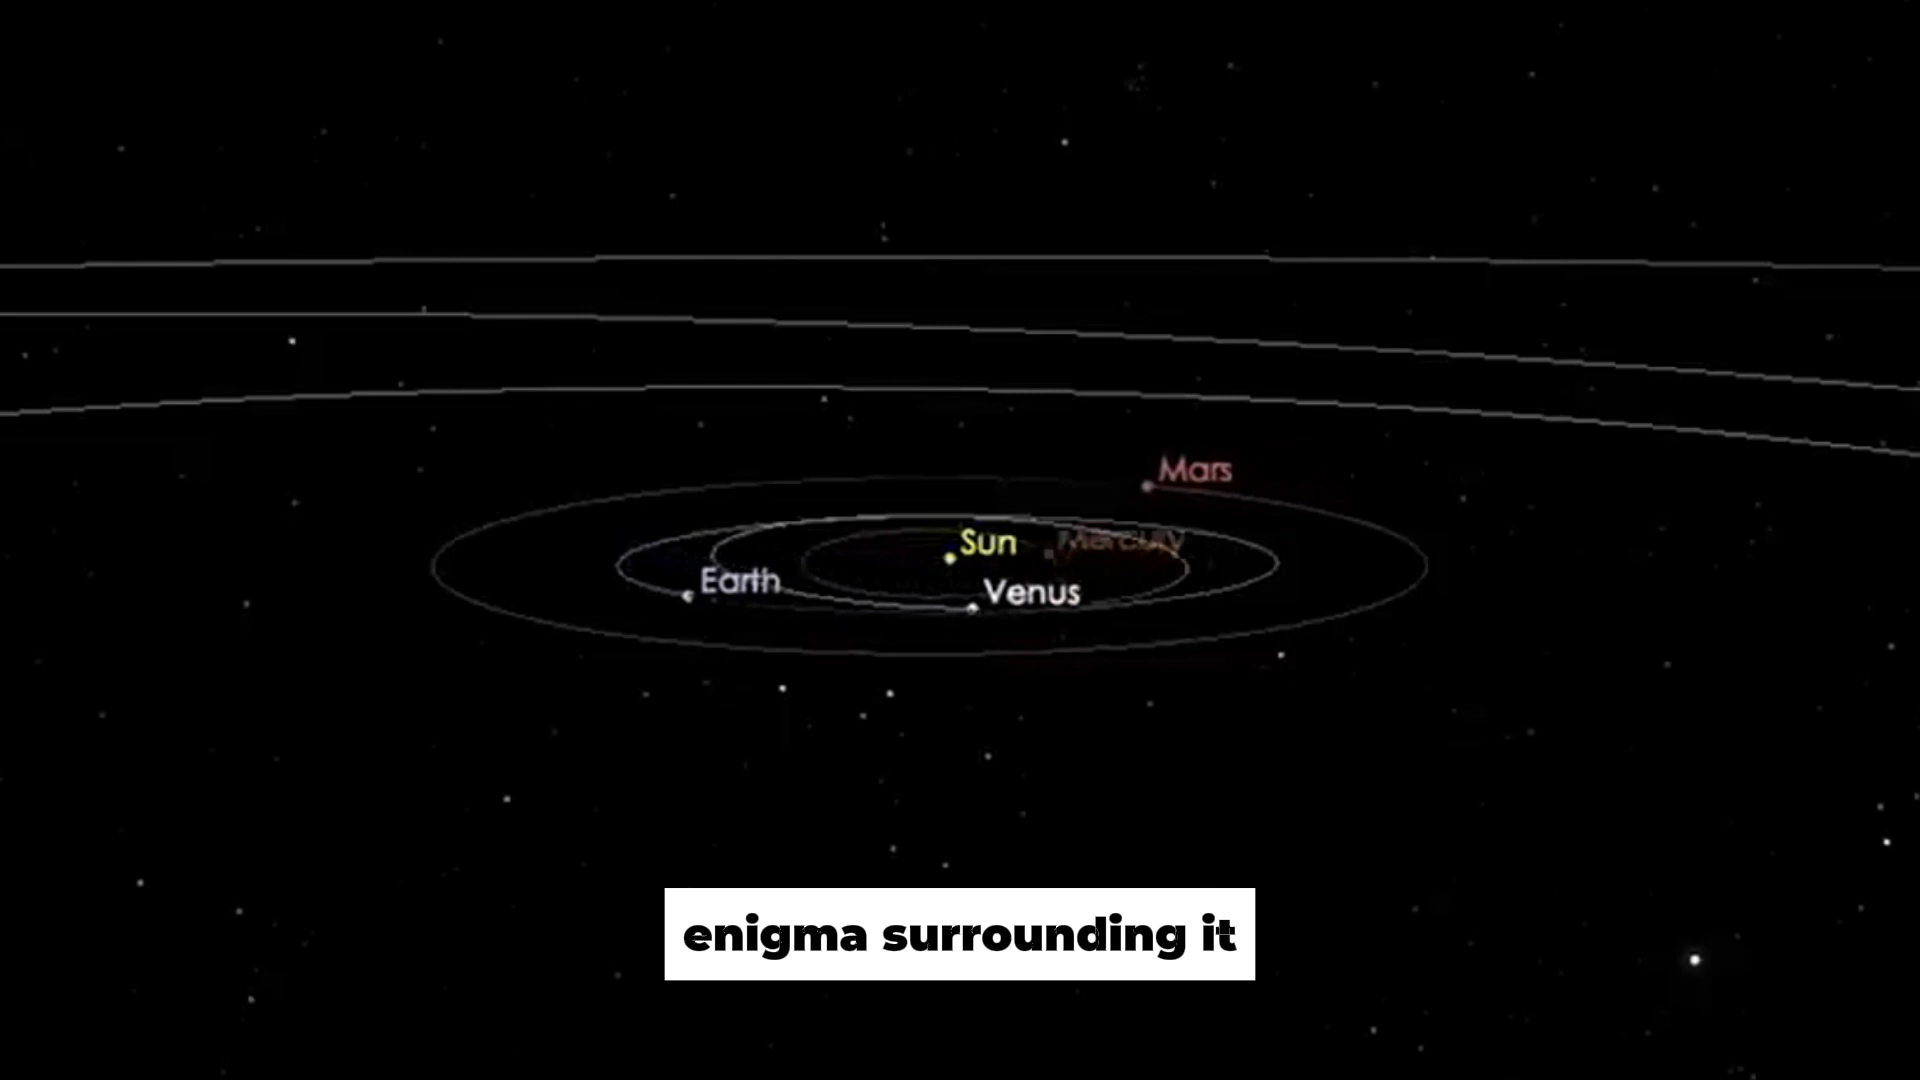 Mars
Sun
Mercury
Earth
Venus
enigma surrounding it